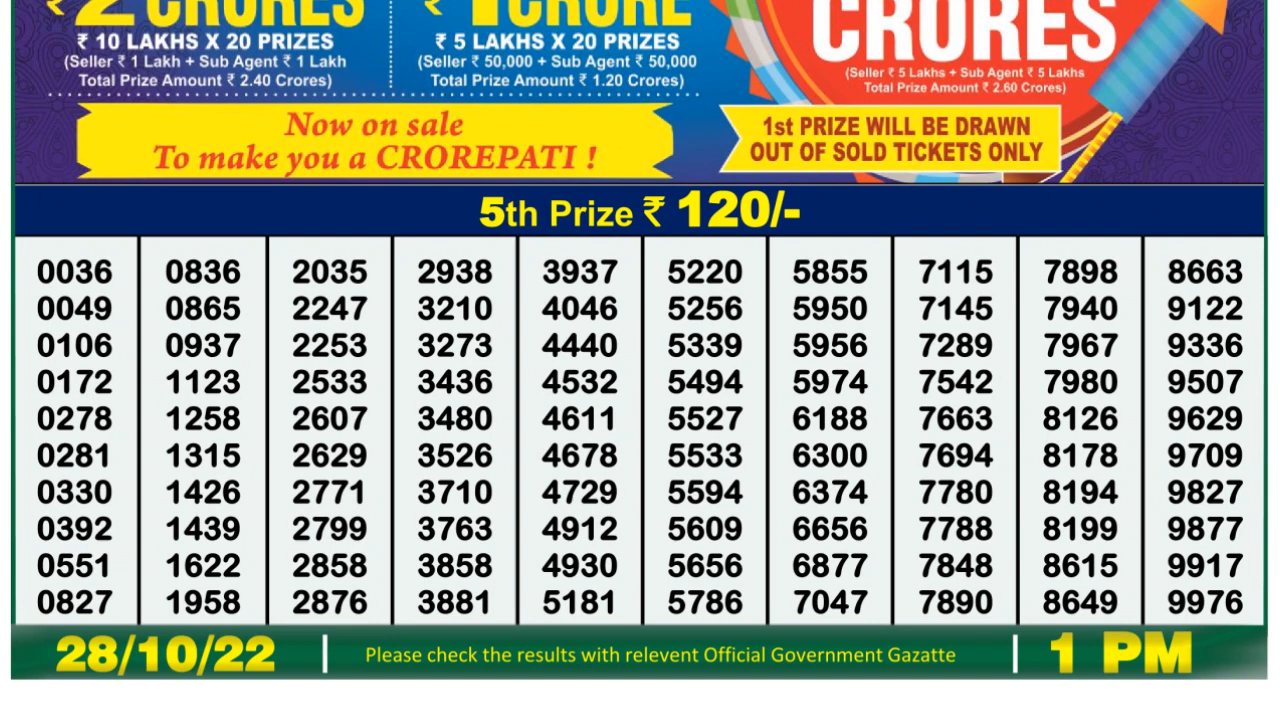 ₹ 2 CRORES
₹ 10 LAKHS X 20 PRIZES
(Seller ₹ 1 Lakh + Sub Agent ₹ 1 Lakh
Total Prize Amount ₹ 2.40 Crores)
₹ 1 CRORE
₹ 5 LAKHS X 20 PRIZES
(Seller ₹ 50,000 + Sub Agent ₹ 50,000
Total Prize Amount ₹ 1.20 Crores)
CRORES
(Seller ₹ 5 Lakhs + Sub Agent ₹ 5 Lakhs
Total Prize Amount ₹ 2.60 Crores)
Now on sale
To make you a CROREPATI !
1st PRIZE WILL BE DRAWN
OUT OF SOLD TICKETS ONLY
5th Prize ₹ 120/-
0036 0836 2035 2938 3937 5220 5855 7115 7898 8663
0049 0865 2247 3210 4046 5256 5950 7145 7940 9122
0106 0937 2253 3273 4440 5339 5956 7289 7967 9336
0172 1123 2533 3436 4532 5494 5974 7542 7980 9507
0278 1258 2607 3480 4611 5527 6188 7663 8126 9629
0281 1315 2629 3526 4678 5533 6300 7694 8178 9709
0330 1426 2771 3710 4729 5594 6374 7780 8194 9827
0392 1439 2799 3763 4912 5609 6656 7788 8199 9877
0551 1622 2858 3858 4930 5656 6877 7848 8615 9917
0827 1958 2876 3881 5181 5786 7047 7890 8649 9976
28/10/22 Please check the results with relevent Official Government Gazatte 1 PM